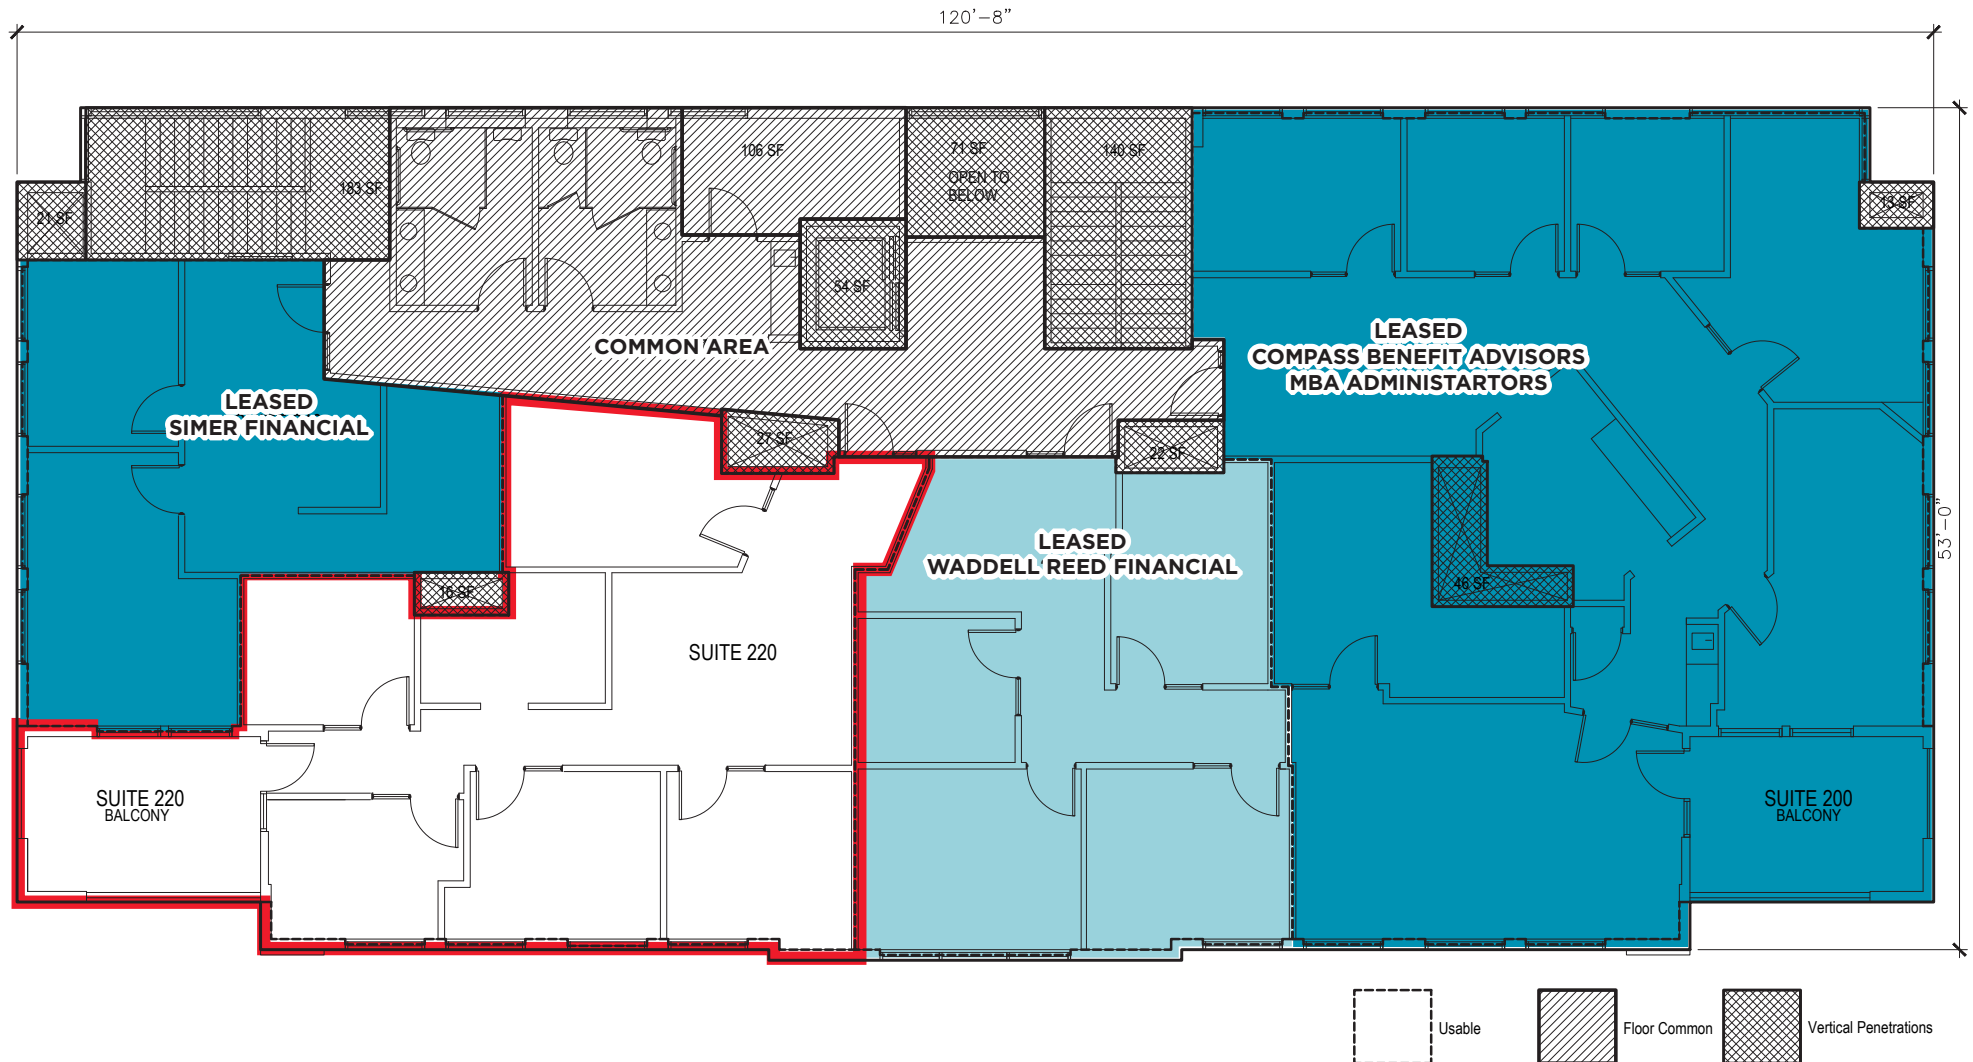 120'-8"
106 SF
71 SF
OPEN TO
BELOW
140 SF
183 SF
21 SF
13 SF
54 SF
COMMON AREA
LEASED
COMPASS BENEFIT ADVISORS
MBA ADMINISTARTORS
LEASED
SIMER FINANCIAL
27 SF
22 SF
53'-0"
LEASED
WADDELL REED FINANCIAL
16 SF
46 SF
SUITE 220
SUITE 220
BALCONY
SUITE 200
BALCONY
Usable
Floor Common
Vertical Penetrations